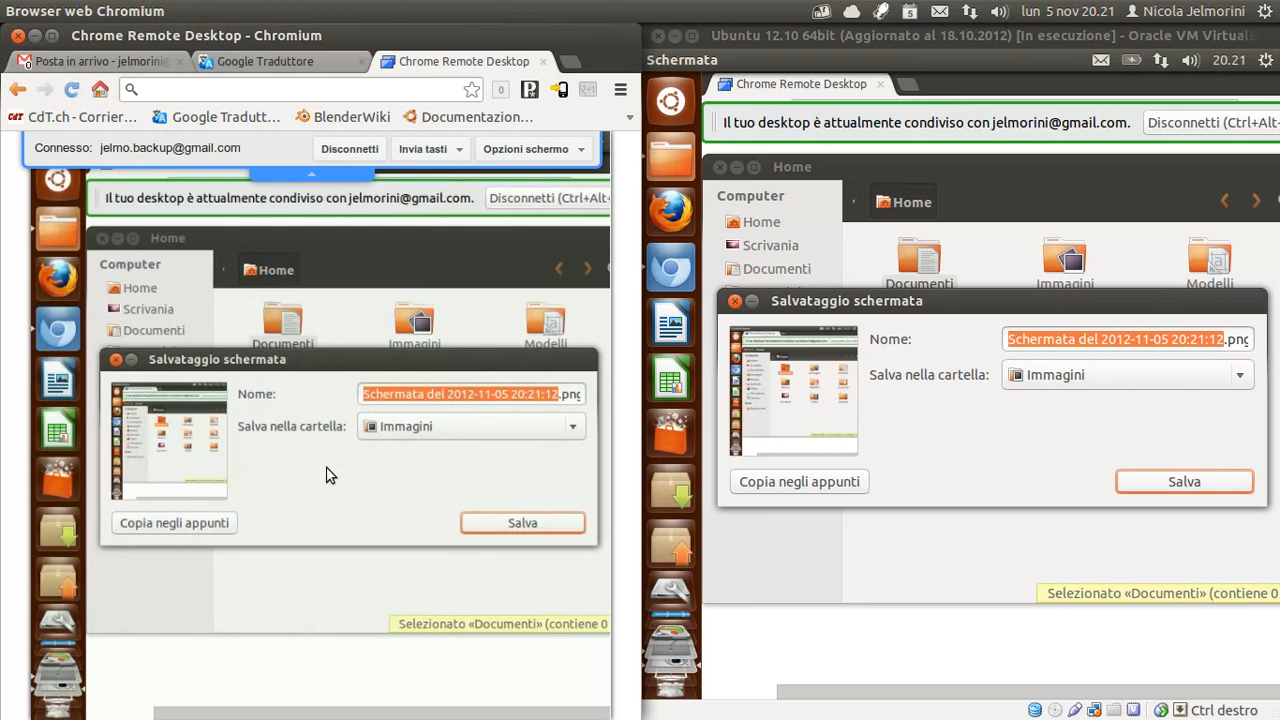 Browser web Chromium
lun 5 nov 20.21
Nicola Jelmorini
Chrome Remote Desktop - Chromium
Posta in arrivo - jelmorini@
Google Traduttore
Chrome Remote Desktop
CdT.ch - Corrier...
Google Tradutt...
BlenderWiki
Documentazion...
Connesso: jelmo.backup@gmail.com
Disconnetti
Invia tasti
Opzioni schermo
Il tuo desktop è attualmente condiviso con jelmorini@gmail.com.
Disconnetti (Ctrl+Alt+
Home
Computer
Home
Home
Scrivania
Documenti
Documenti
Immagini
Modelli
Salvataggio schermata
Nome:
Schermata del 2012-11-05 20:21:12.png
Salva nella cartella:
Immagini
Copia negli appunti
Salva
Selezionato «Documenti» (contiene 0
Ubuntu 12.10 64bit (Aggiornato al 18.10.2012) [In esecuzione] - Oracle VM VirtualB
Schermata
20.21
Chrome Remote Desktop
Il tuo desktop è attualmente condiviso con jelmorini@gmail.com.
Disconnetti (Ctrl+Alt-
Home
Computer
Home
Home
Scrivania
Documenti
Documenti
Immagini
Modelli
Salvataggio schermata
Nome:
Schermata del 2012-11-05 20:21:12.png
Salva nella cartella:
Immagini
Copia negli appunti
Salva
Selezionato «Documenti» (contiene 0
Ctrl destro